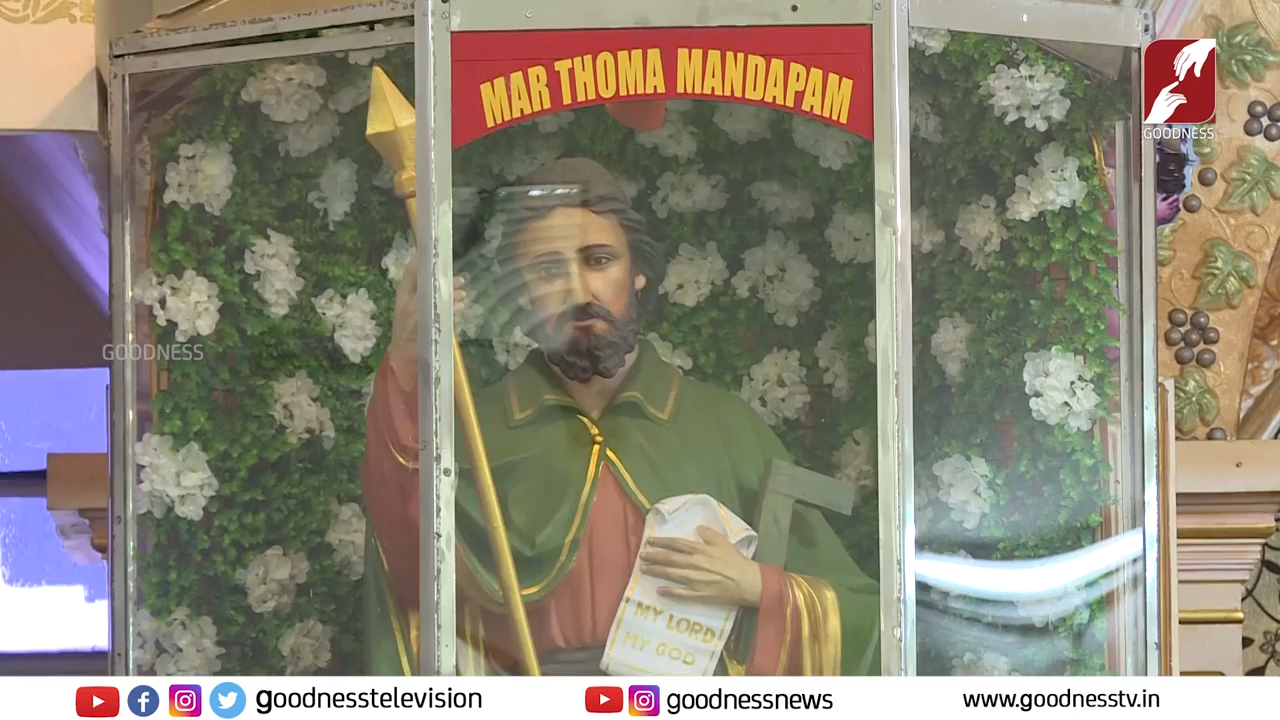 MAR THOMA MANDAPAM
GOODNESS
GOODNESS
MY LORD
MY GOD
goodnesstelevision
goodnessnews
www.goodnesstv.in